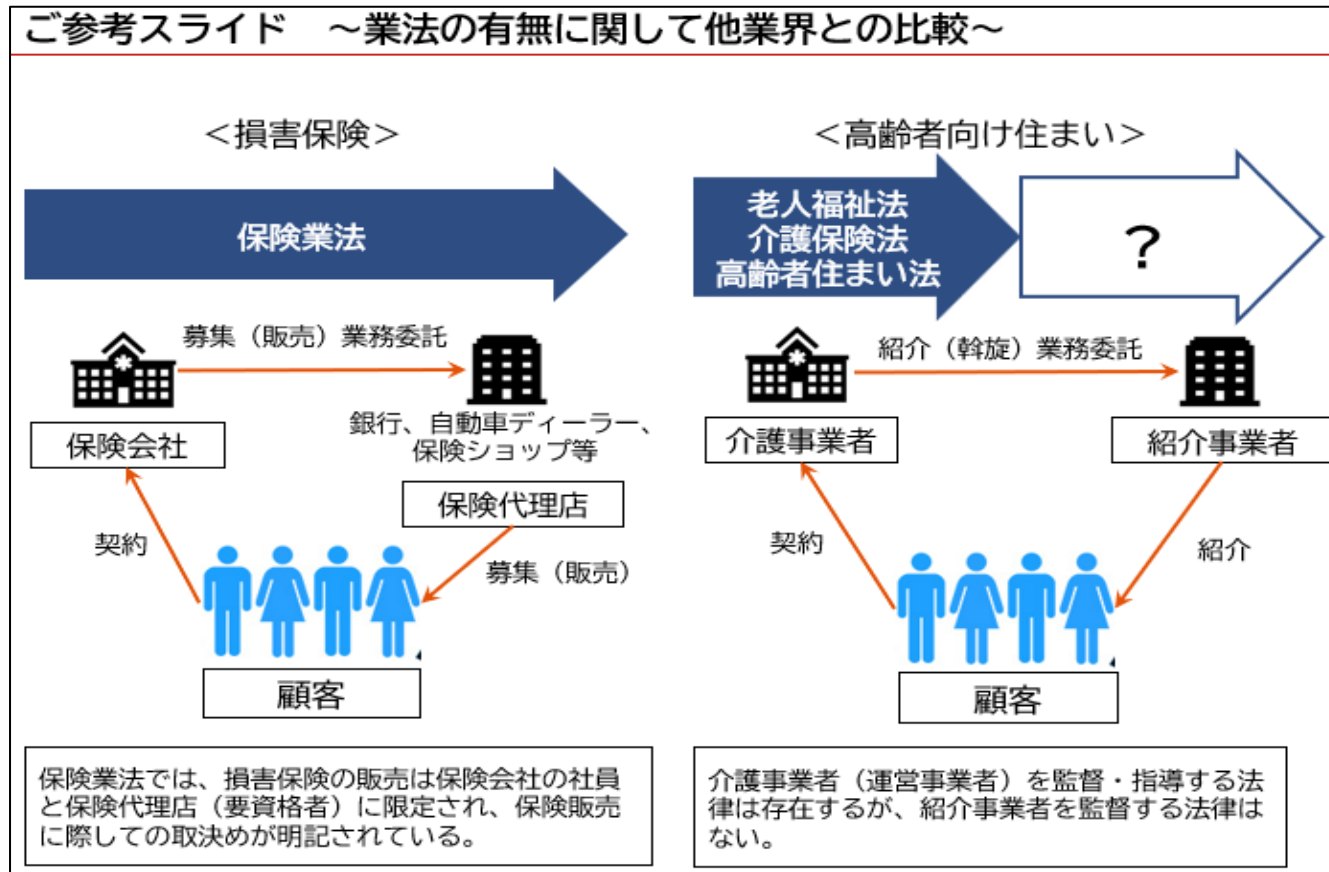 ご参考スライド　～業法の有無に関して他業界との比較～
＜損害保険＞
保険業法
募集（販売）業務委託
保険会社
銀行、自動車ディーラー、
保険ショップ等
保険代理店
契約
募集（販売）
顧客
保険業法では、損害保険の販売は保険会社の社員
と保険代理店（要資格者）に限定され、保険販売
に際しての取決めが明記されている。
＜高齢者向け住まい＞
老人福祉法
介護保険法
高齢者住まい法
？
紹介（斡旋）業務委託
介護事業者
紹介事業者
契約
紹介
顧客
介護事業者（運営事業者）を監督・指導する法
律は存在するが、紹介事業者を監督する法律は
ない。